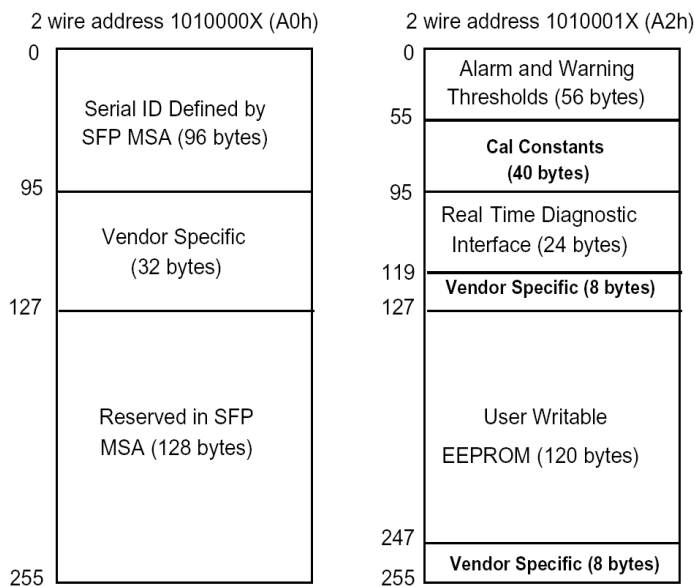 2 wire address 1010000X (A0h)
0
Serial ID Defined by
SFP MSA (96 bytes)
95
Vendor Specific
(32 bytes)
127
Reserved in SFP
MSA (128 bytes)
255
2 wire address 1010001X (A2h)
0
Alarm and Warning
Thresholds (56 bytes)
55
Cal Constants
(40 bytes)
95
Real Time Diagnostic
Interface (24 bytes)
119
Vendor Specific (8 bytes)
127
User Writable
EEPROM (120 bytes)
247
Vendor Specific (8 bytes)
255